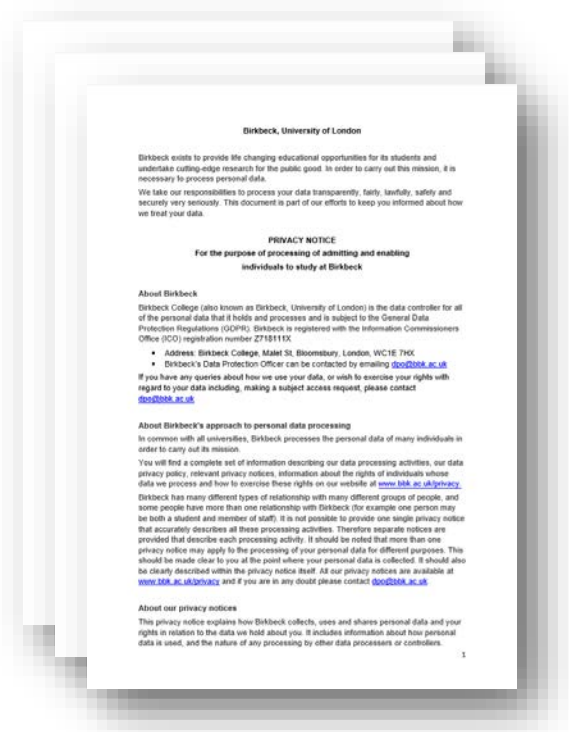 Birkbeck, University of London
Birkbeck exists to provide life changing educational opportunities for its students and
undertake cutting-edge research for the public good. In order to carry out this mission, it is
necessary to process personal data.
We take our responsibilities to process your data transparently, fairly, lawfully, safely and
securely very seriously. This document is part of our efforts to keep you informed about how
we treat your data.
PRIVACY NOTICE
For the purpose of processing of admitting and enabling
individuals to study at Birkbeck
About Birkbeck
Birkbeck College (also known as Birkbeck, University of London) is the data controller for all
of the personal data that it holds and processes and is subject to the General Data
Protection Regulations (GDPR). Birkbeck is registered with the Information Commissioners
Office (ICO) registration number Z718111X
• Address: Birkbeck College, Malet St, Bloomsbury, London, WC1E 7HX
• Birkbeck's Data Protection Officer can be contacted by emailing dpo@bbk.ac.uk
If you have any queries about how we use your data, or wish to exercise your rights with
regard to your data including, making a subject access request, please contact
dpo@bbk.ac.uk
About Birkbeck's approach to personal data processing
In common with all universities, Birkbeck processes the personal data of many individuals in
order to carry out its mission.
You will find a complete set of information describing our data processing activities, our data
privacy policy, relevant privacy notices, information about the rights of individuals whose
data we process and how to exercise these rights on our website at www.bbk.ac.uk/privacy.
Birkbeck has many different types of relationship with many different groups of people, and
some people have more than one relationship with Birkbeck (for example one person may
be both a student and member of staff). It is not possible to provide one single privacy notice
that accurately describes all these processing activities. Therefore separate notices are
provided that describe each processing activity. It should be noted that more than one
privacy notice may apply to the processing of your personal data for different purposes. This
should be made clear to you at the point where your personal data is collected. It should also
be clearly described within the privacy notice itself. All our privacy notices are available at
www.bbk.ac.uk/privacy and if you are in any doubt please contact dpo@bbk.ac.uk
About our privacy notices
This privacy notice explains how Birkbeck collects, uses and shares personal data and your
rights in relation to the data we hold about you. It includes information about how personal
data is used, and the nature of any processing by other data processers or controllers.
1